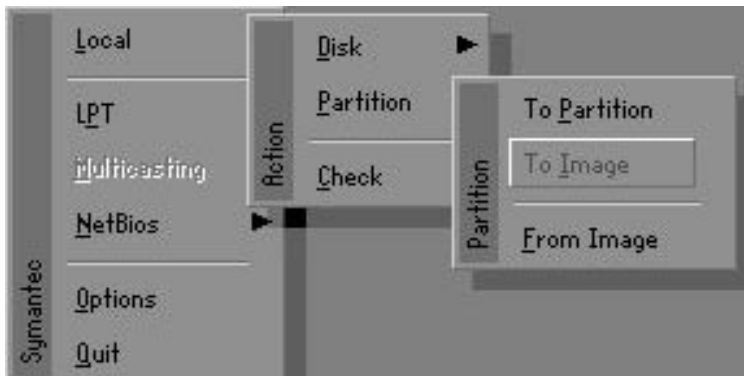 Local
LPT
Multicasting
NetBios
Options
Quit
Symantec
Disk
Partition
Check
Action
To Partition
To Image
From Image
Partition